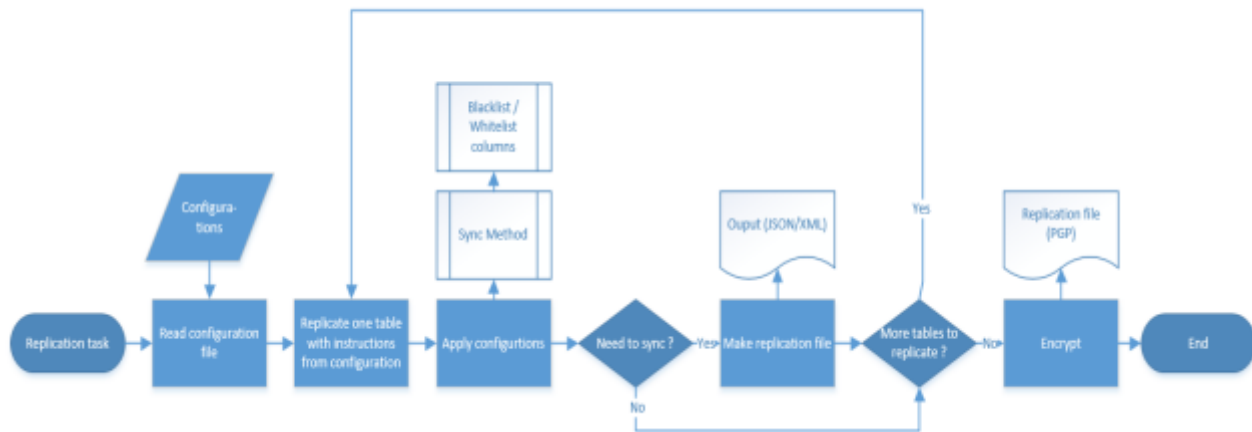 Yes
Blacklist /
Whitelist
columns
Configura-
tions
Sync Method
Ouput (JSON/XML)
Replication file
(PGP)
Replication task
Read configuration
file
Replicate one table
with instructions
from configuration
Apply configurtions
Need to sync ?
Yes
Make replication file
More tables to
replicate ?
No
Encrypt
End
No